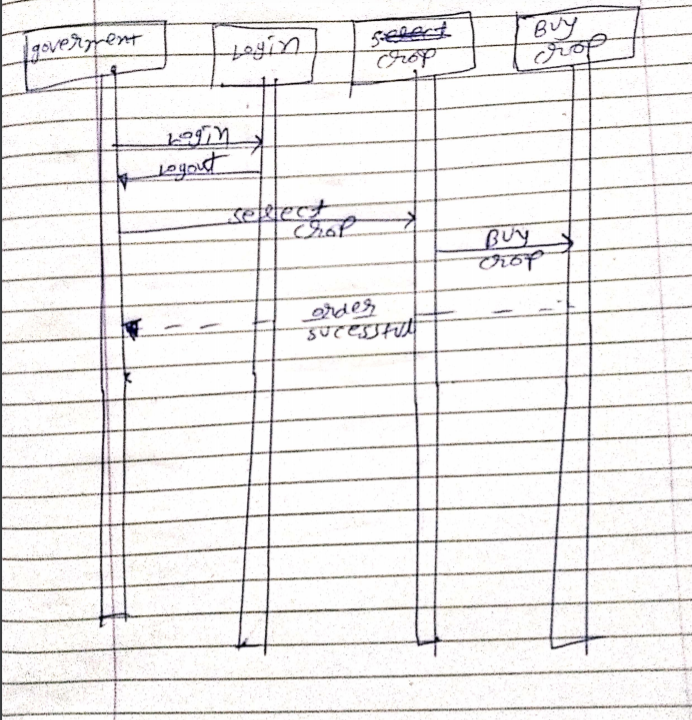 goverment
Login
select
crop
Buy
crop
Login
Logout
select
crop
Buy
crop
order
sucessful